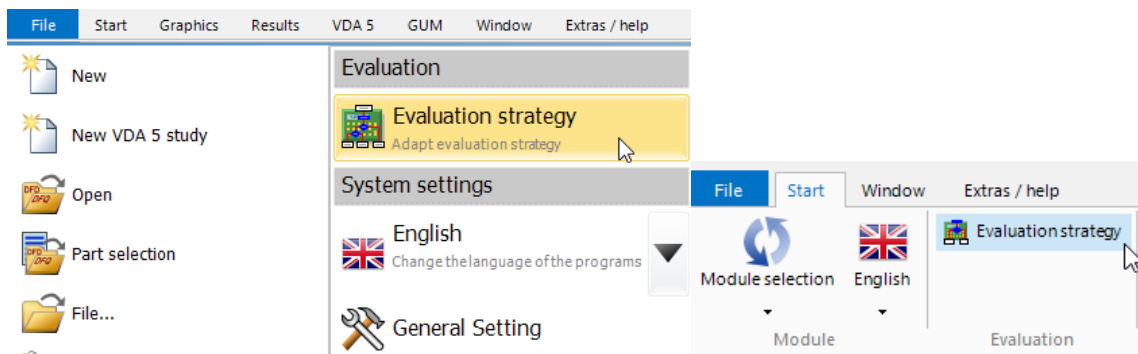 File Start Graphics Results VDA 5 GUM Window Extras / help
New
New VDA 5 study
DFD
DFQ
Open
Part selection
File...
Evaluation
Evaluation strategy
Adapt evaluation strategy
System settings
English
Change the language of the programs
General Setting
File Start Window Extras / help
Module selection
English
Module
Evaluation strategy
Evaluation